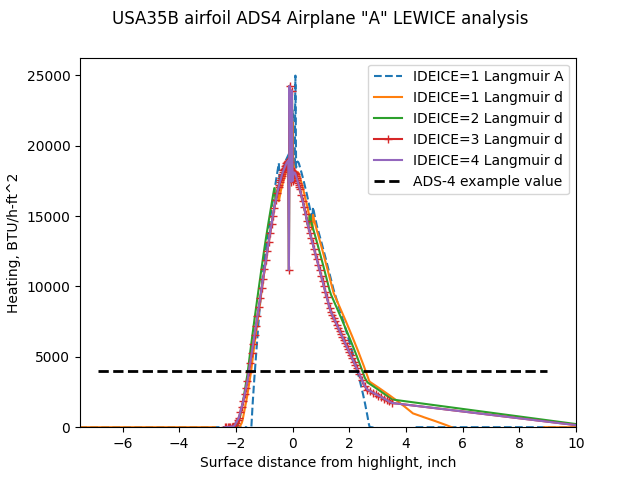 USA35B airfoil ADS4 Airplane "A" LEWICE analysis
25000
20000
15000
10000
5000
0
Heating, BTU/h-ft^2
IDEICE=1 Langmuir A
IDEICE=1 Langmuir d
IDEICE=2 Langmuir d
IDEICE=3 Langmuir d
IDEICE=4 Langmuir d
ADS-4 example value
−6 −4 −2 0 2 4 6 8 10
Surface distance from highlight, inch